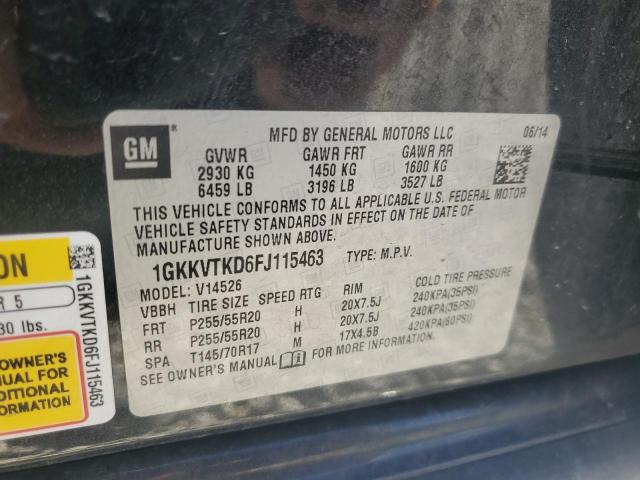 GM ®
MFD BY GENERAL MOTORS LLC 06/14
GVWR GAWR FRT GAWR RR
2930 KG 1450 KG 1600 KG
6459 LB 3196 LB 3527 LB
THIS VEHICLE CONFORMS TO ALL APPLICABLE U.S. FEDERAL MOTOR
VEHICLE SAFETY STANDARDS IN EFFECT ON THE DATE OF
MANUFACTURE SHOWN ABOVE.
1GKKVTKD6FJ115463 TYPE: M.P.V.
MODEL: V14526
VBBH TIRE SIZE SPEED RTG RIM COLD TIRE PRESSURE
FRT P255/55R20 H 20X7.5J 240KPA(35PSI)
RR P255/55R20 H 20X7.5J 240KPA(35PSI)
SPA T145/70R17 M 17X4.5B 420KPA(60PSI)
SEE OWNER'S MANUAL FOR MORE INFORMATION
ON
R 5
30 lbs.
OWNER'S
NUAL FOR
DITIONAL
ORMATION
1GKKVTKD6FJ115463